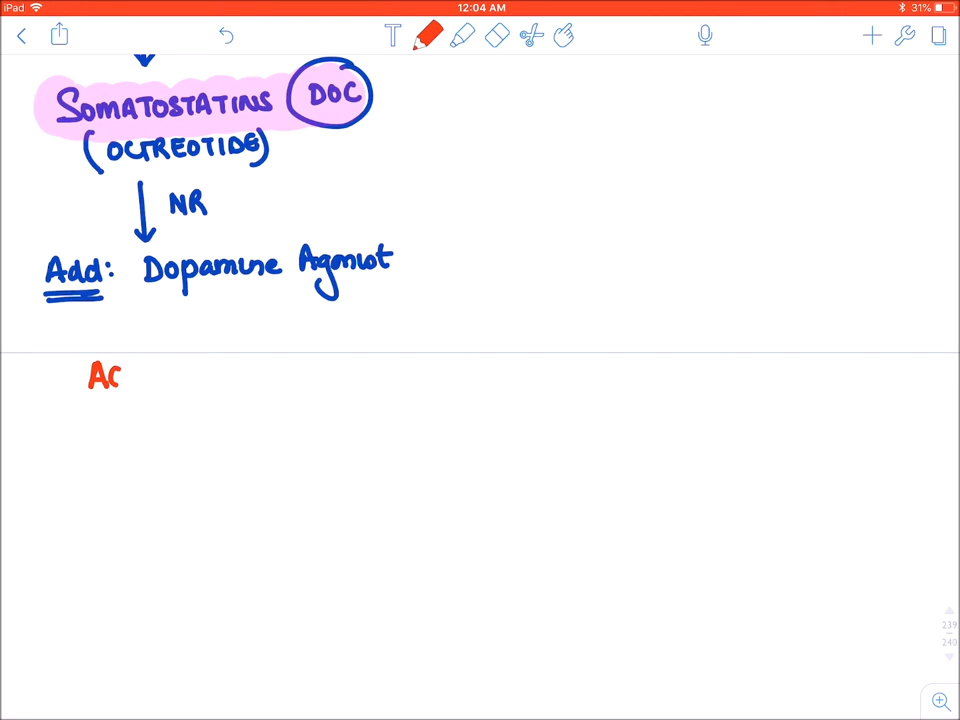 iPad 12:04 AM 31%
T
SOMATOSTATINS DOC
(OCTREOTIDE)
NR
Add: Dopamine Agonist
AC
239
240